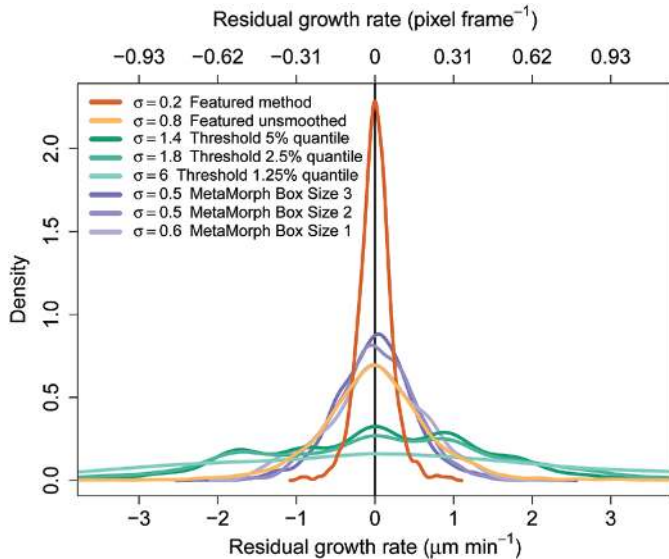 Residual growth rate (pixel frame⁻¹)
−0.93 −0.62 −0.31 0 0.31 0.62 0.93
σ = 0.2 Featured method
σ = 0.8 Featured unsmoothed
σ = 1.4 Threshold 5% quantile
σ = 1.8 Threshold 2.5% quantile
σ = 6 Threshold 1.25% quantile
σ = 0.5 MetaMorph Box Size 3
σ = 0.5 MetaMorph Box Size 2
σ = 0.6 MetaMorph Box Size 1
Density
2.0
1.5
1.0
0.5
0.0
−3 −2 −1 0 1 2 3
Residual growth rate (μm min⁻¹)